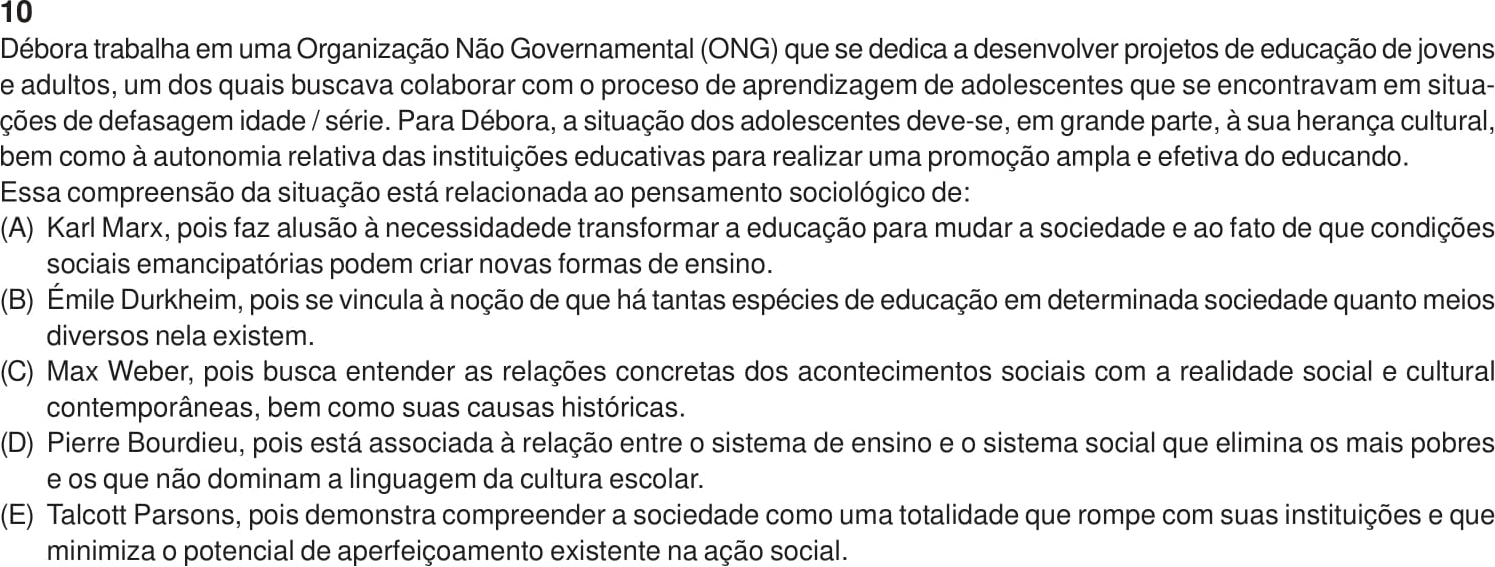 10
Débora trabalha em uma Organização Não Governamental (ONG) que se dedica a desenvolver projetos de educação de jovens
e adultos, um dos quais buscava colaborar com o processo de aprendizagem de adolescentes que se encontravam em situa-
ções de defasagem idade / série. Para Débora, a situação dos adolescentes deve-se, em grande parte, à sua herança cultural,
bem como à autonomia relativa das instituições educativas para realizar uma promoção ampla e efetiva do educando.
Essa compreensão da situação está relacionada ao pensamento sociológico de:
(A) Karl Marx, pois faz alusão à necessidadede transformar a educação para mudar a sociedade e ao fato de que condições
sociais emancipatórias podem criar novas formas de ensino.
(B) Émile Durkheim, pois se vincula à noção de que há tantas espécies de educação em determinada sociedade quanto meios
diversos nela existem.
(C) Max Weber, pois busca entender as relações concretas dos acontecimentos sociais com a realidade social e cultural
contemporâneas, bem como suas causas históricas.
(D) Pierre Bourdieu, pois está associada à relação entre o sistema de ensino e o sistema social que elimina os mais pobres
e os que não dominam a linguagem da cultura escolar.
(E) Talcott Parsons, pois demonstra compreender a sociedade como uma totalidade que rompe com suas instituições e que
minimiza o potencial de aperfeiçoamento existente na ação social.